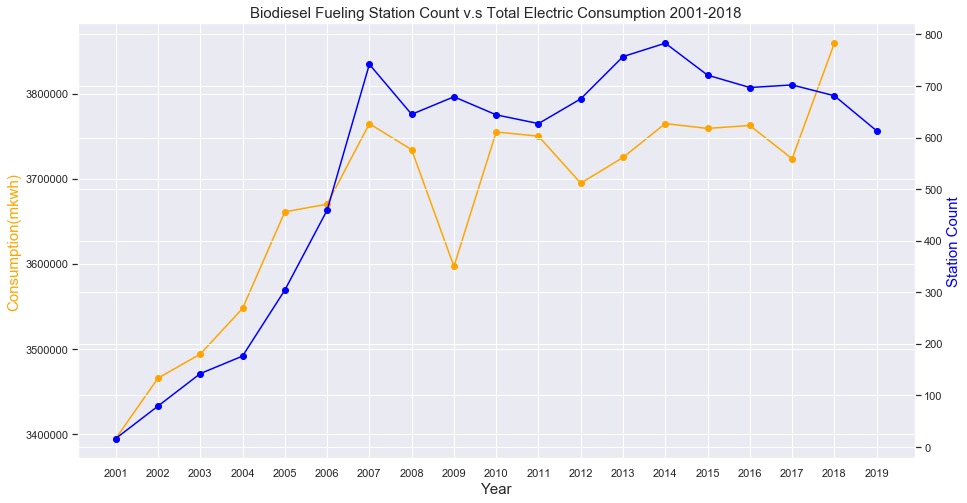 Biodiesel Fueling Station Count v.s Total Electric Consumption 2001-2018
Consumption(mkwh)
3800000
3700000
3600000
3500000
3400000
800
700
600
500
400
300
200
100
0
Station Count
2001 2002 2003 2004 2005 2006 2007 2008 2009 2010 2011 2012 2013 2014 2015 2016 2017 2018 2019
Year